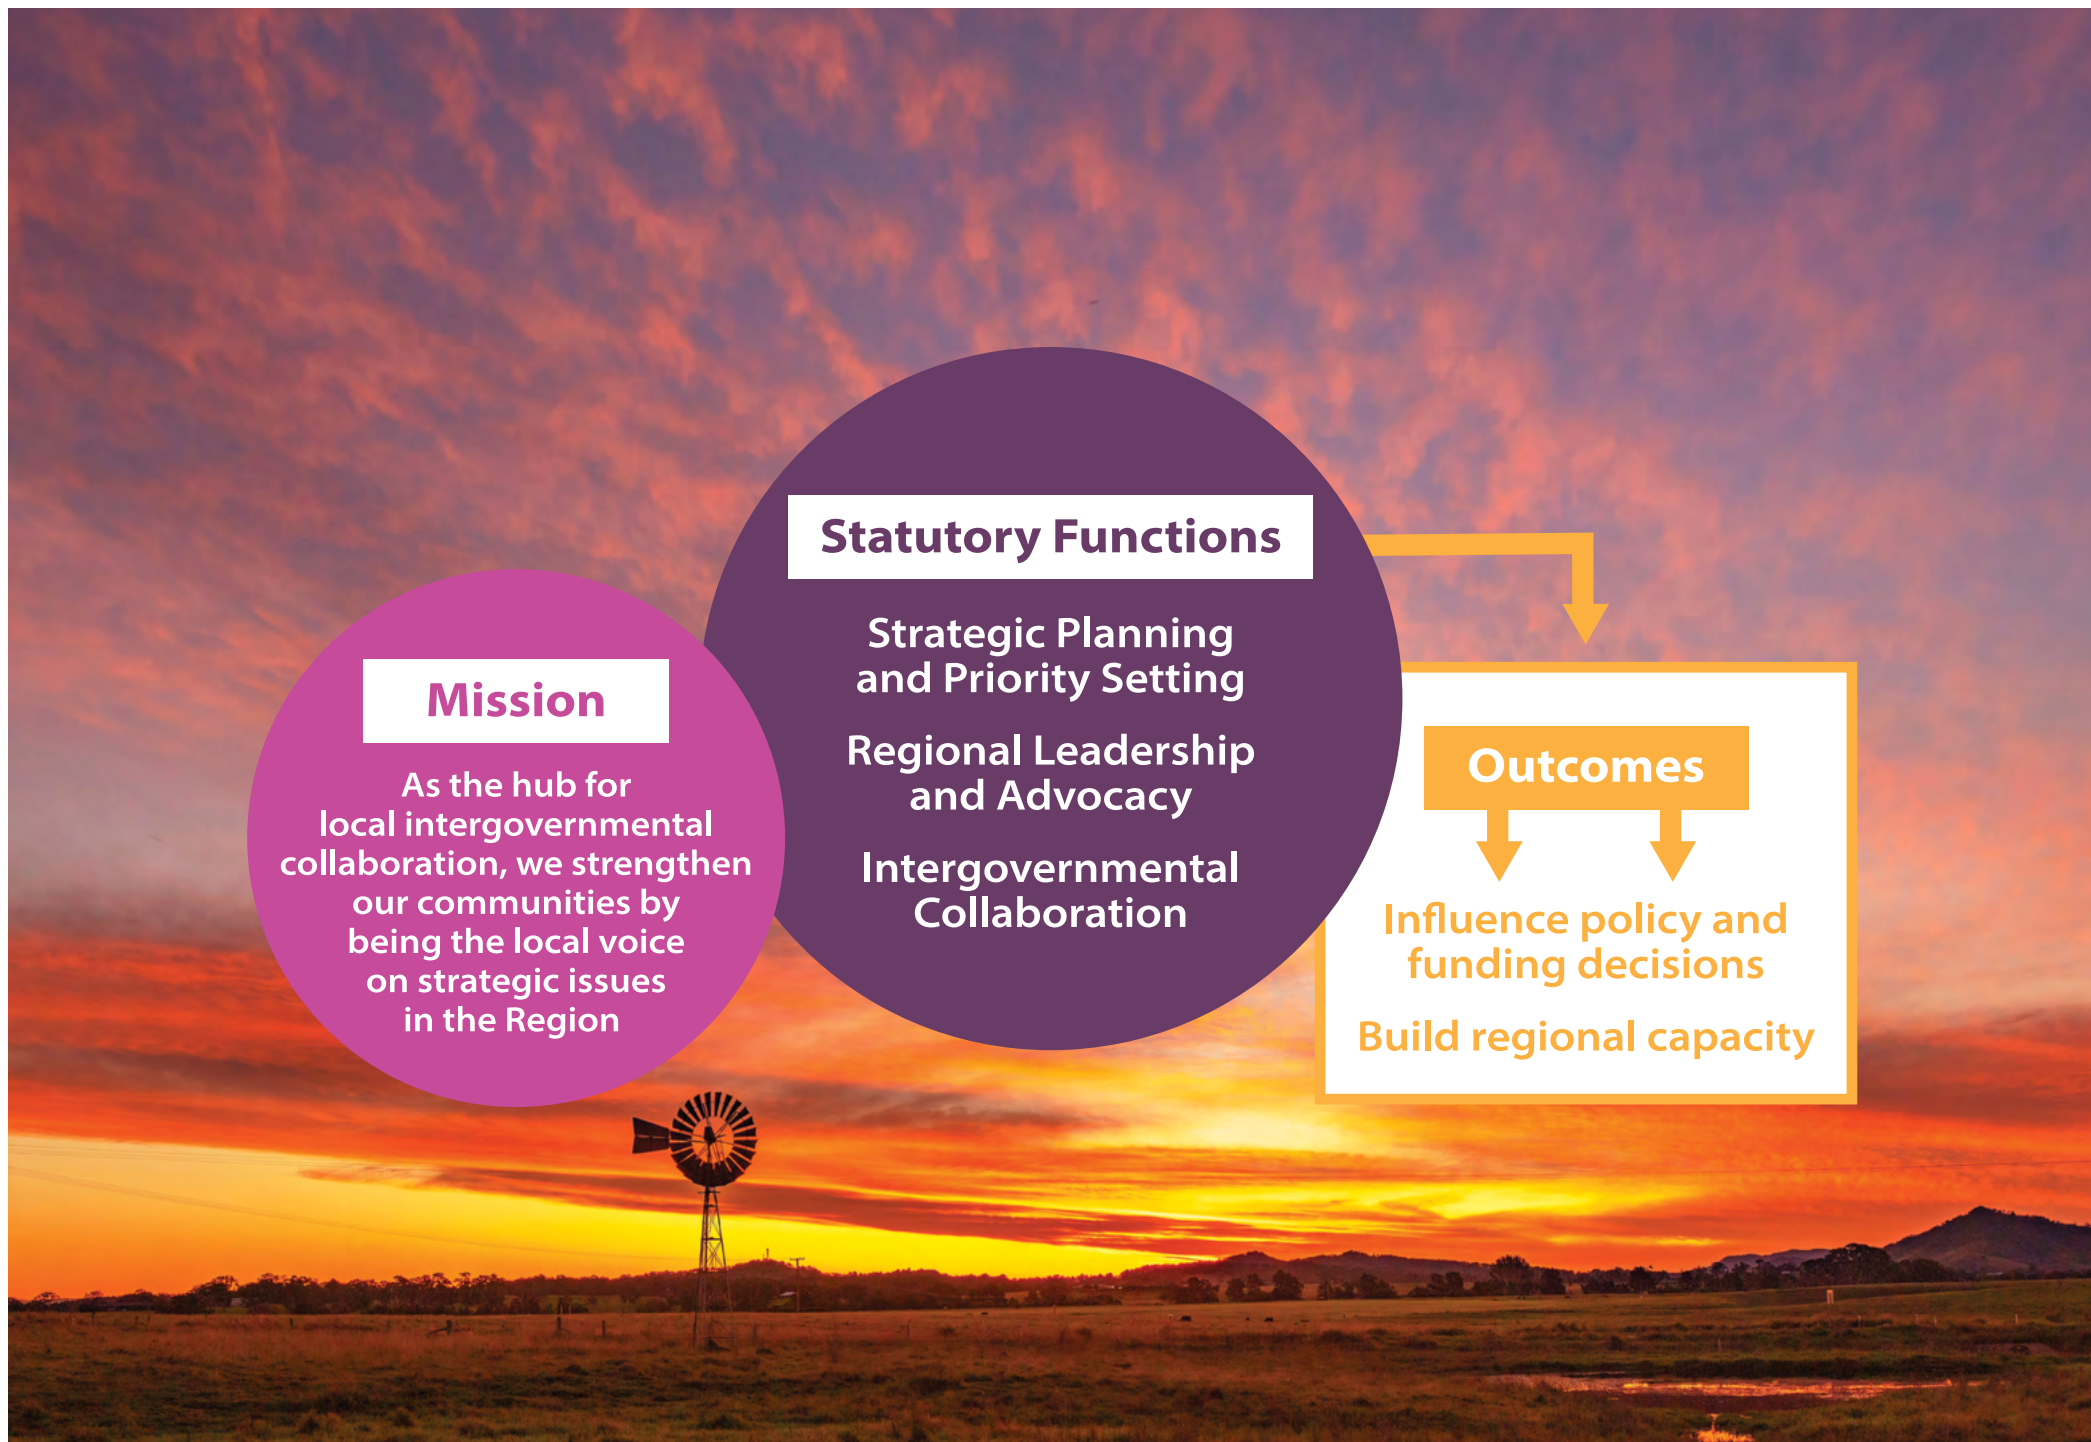 Mission
As the hub for
local intergovernmental
collaboration, we strengthen
our communities by
being the local voice
on strategic issues
in the Region
Statutory Functions
Strategic Planning
and Priority Setting
Regional Leadership
and Advocacy
Intergovernmental
Collaboration
Outcomes
Influence policy and
funding decisions
Build regional capacity